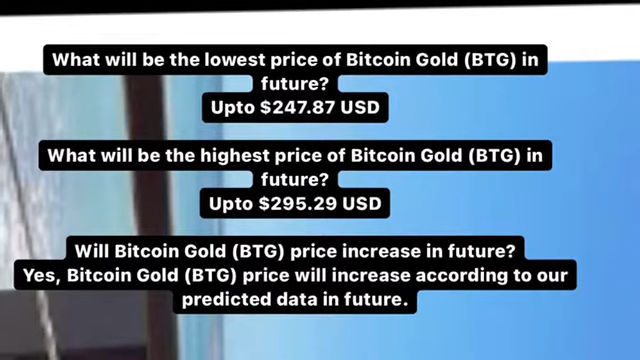 What will be the lowest price of Bitcoin Gold (BTG) in
future?
Upto $247.87 USD
What will be the highest price of Bitcoin Gold (BTG) in
future?
Upto $295.29 USD
Will Bitcoin Gold (BTG) price increase in future?
Yes, Bitcoin Gold (BTG) price will increase according to our
predicted data in future.